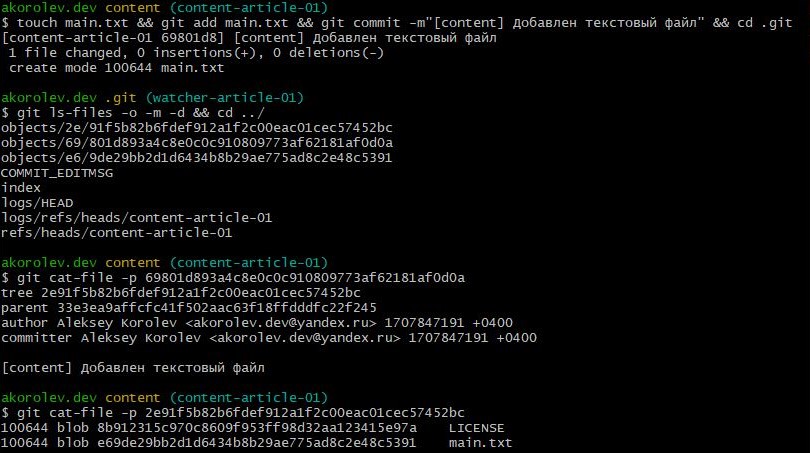 akorolev.dev content (content-article-01)
$ touch main.txt && git add main.txt && git commit -m"[content] Добавлен текстовый файл" && cd .git
[content-article-01 69801d8] [content] Добавлен текстовый файл
1 file changed, 0 insertions(+), 0 deletions(-)
create mode 100644 main.txt
akorolev.dev .git (watcher-article-01)
$ git ls-files -o -m -d && cd ../
objects/2e/91f5b82b6fdef912a1f2c00eac01cec57452bc
objects/69/801d893a4c8e0c0c910809773af62181af0d0a
objects/e6/9de29bb2d1d6434b8b29ae775ad8c2e48c5391
COMMIT_EDITMSG
index
logs/HEAD
logs/refs/heads/content-article-01
refs/heads/content-article-01
akorolev.dev content (content-article-01)
$ git cat-file -p 69801d893a4c8e0c0c910809773af62181af0d0a
tree 2e91f5b82b6fdef912a1f2c00eac01cec57452bc
parent 33e3ea9affcfc41f502aac63f18ffdddfc22f245
author Aleksey Korolev <akorolev.dev@yandex.ru> 1707847191 +0400
committer Aleksey Korolev <akorolev.dev@yandex.ru> 1707847191 +0400
[content] Добавлен текстовый файл
akorolev.dev content (content-article-01)
$ git cat-file -p 2e91f5b82b6fdef912a1f2c00eac01cec57452bc
100644 blob 8b912315c970c8609f953ff98d32aa123415e97a    LICENSE
100644 blob e69de29bb2d1d6434b8b29ae775ad8c2e48c5391    main.txt